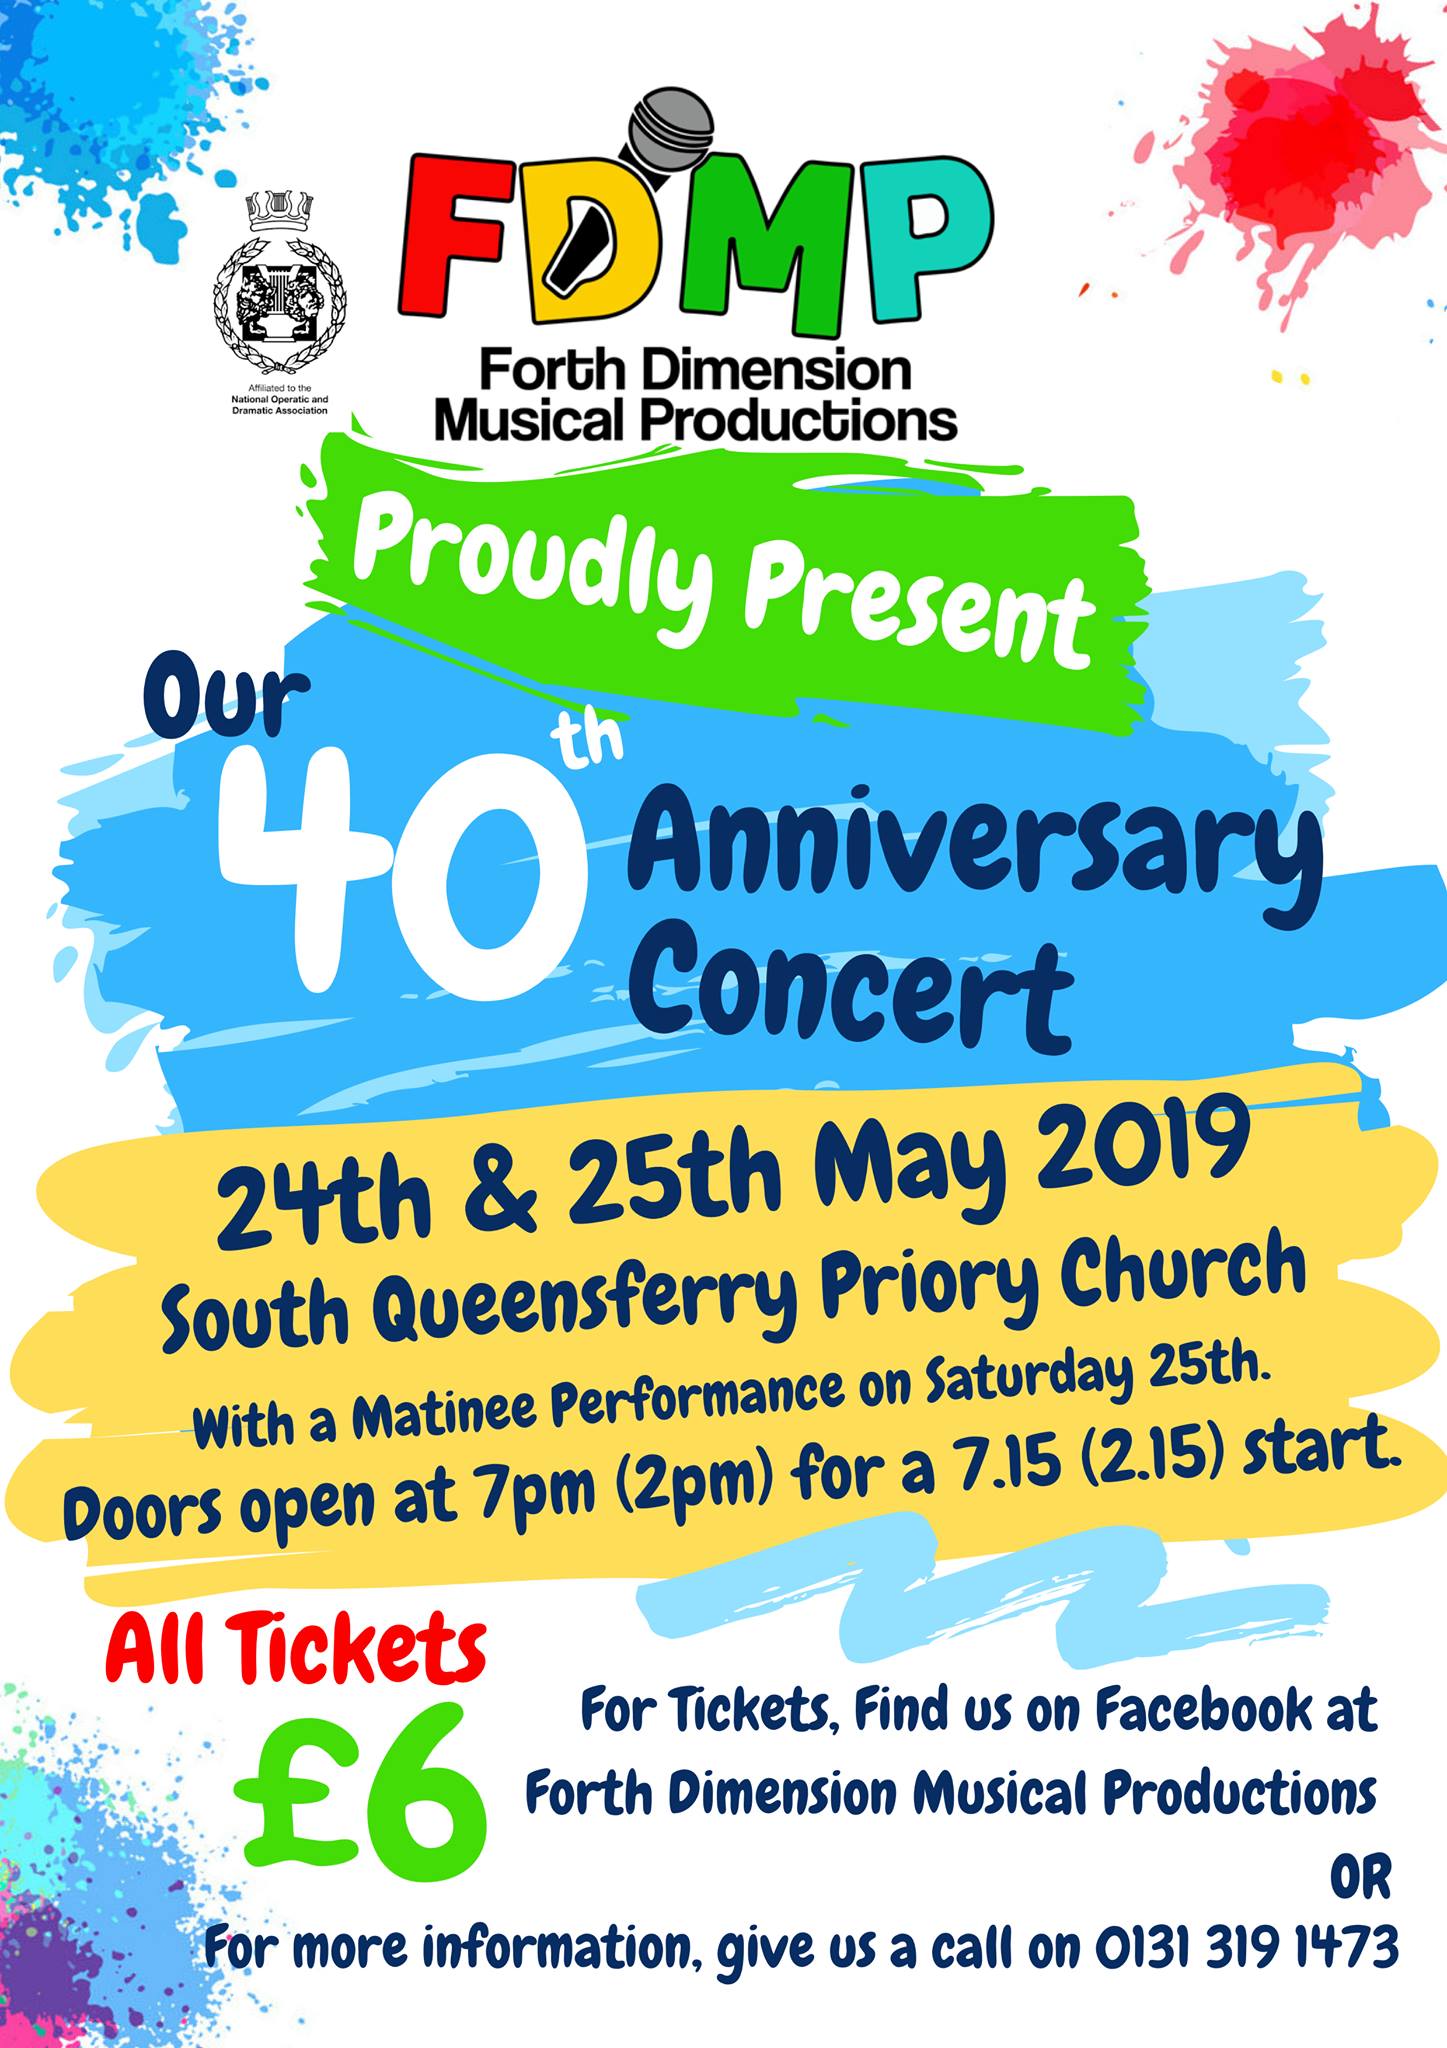 FDMP
Forth Dimension
Musical Productions
Affiliated to the
National Operatic and
Dramatic Association
Proudly Present
Our
40th
Anniversary
Concert
24th & 25th May 2019
South Queensferry Priory Church
With a Matinee Performance on Saturday 25th.
Doors open at 7pm (2pm) for a 7.15 (2.15) start.
All Tickets
£6
For Tickets, Find us on Facebook at
Forth Dimension Musical Productions
OR
For more information, give us a call on 0131 319 1473